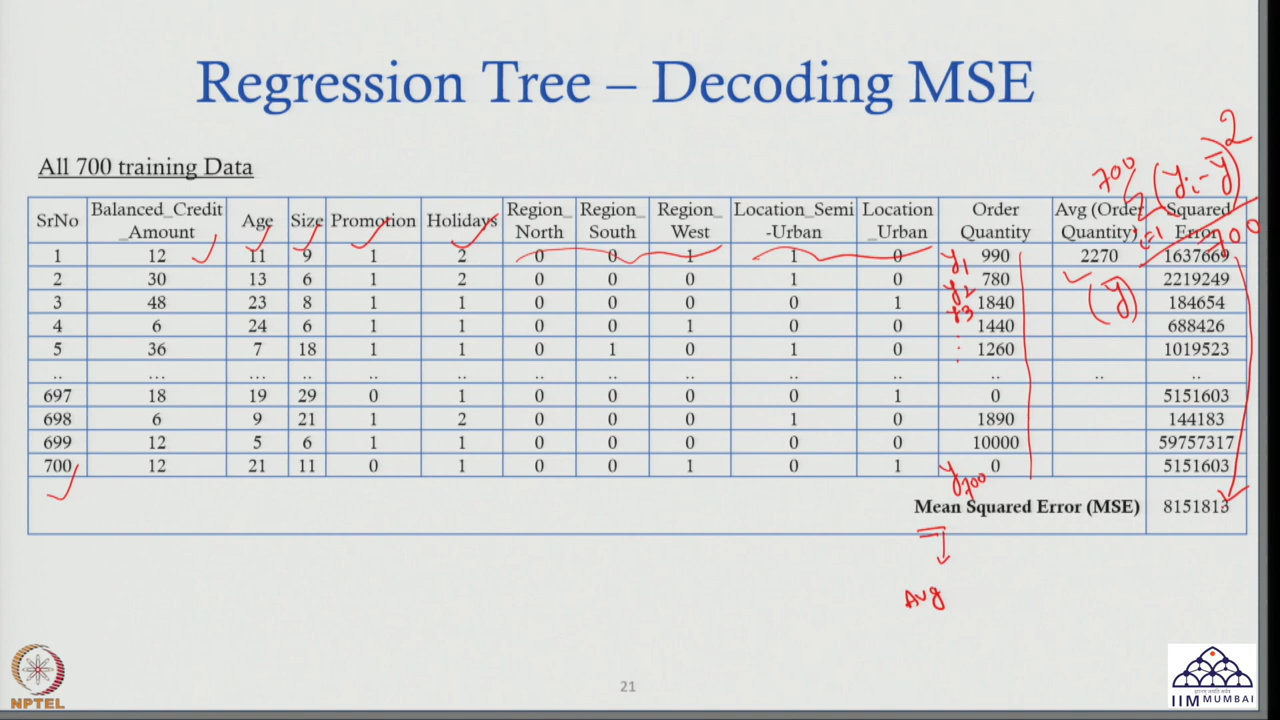 Regression Tree – Decoding MSE
All 700 training Data
SrNo Balanced_Credit_Amount Age Size Promotion Holidays Region_North Region_South Region_West Location_Semi-Urban Location_Urban Order Quantity Avg (Order Quantity) Squared Error
1 12 11 9 1 2 0 0 1 1 0 990 2270 1637669
2 30 13 6 1 2 0 0 0 1 0 780 2219249
3 48 23 8 1 1 0 0 0 0 1 1840 184654
4 6 24 6 1 1 0 0 1 0 0 1440 688426
5 36 7 18 1 1 0 1 0 1 0 1260 1019523
.. ... .... .. .. .. .. .. .. .. .. .. .. ..
697 18 19 29 0 1 0 0 0 0 1 0 5151603
698 6 9 21 1 2 0 0 0 1 0 1890 144183
699 12 5 6 1 1 0 0 0 0 0 10000 59757317
700 12 21 11 0 1 0 0 1 0 1 0 5151603
Mean Squared Error (MSE) 8151813
700
Σ (yi - ȳ)2
i=1
700
y1
y2
y3
:
y700
(ȳ)
Avg
21
NPTEL
IIM MUMBAI